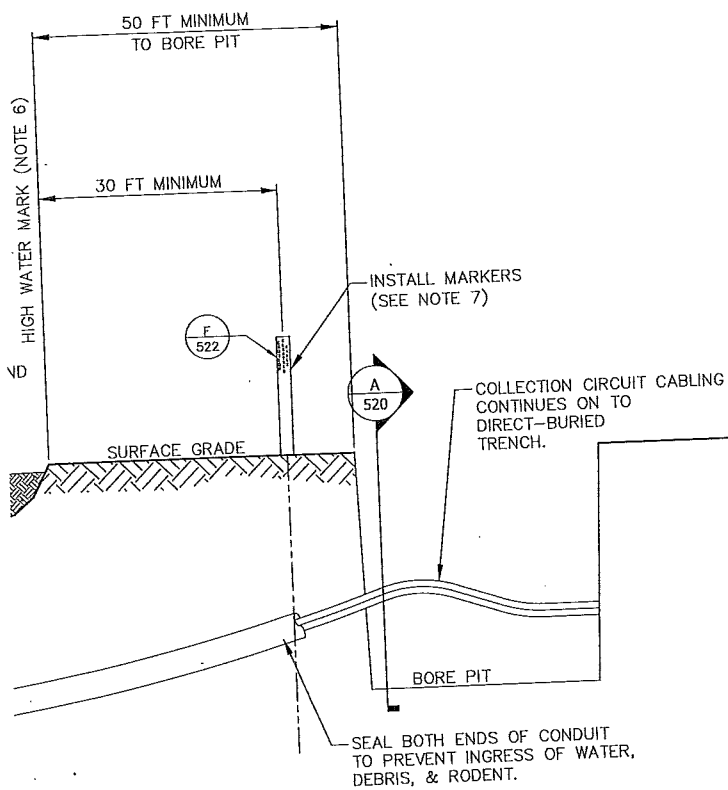 50 FT MINIMUM
TO BORE PIT
HIGH WATER MARK (NOTE 6)
30 FT MINIMUM
INSTALL MARKERS
(SEE NOTE 7)
F
522
ND
A
520
COLLECTION CIRCUIT CABLING
CONTINUES ON TO
DIRECT-BURIED
TRENCH.
SURFACE GRADE
BORE PIT
SEAL BOTH ENDS OF CONDUIT
TO PREVENT INGRESS OF WATER,
DEBRIS, & RODENT.